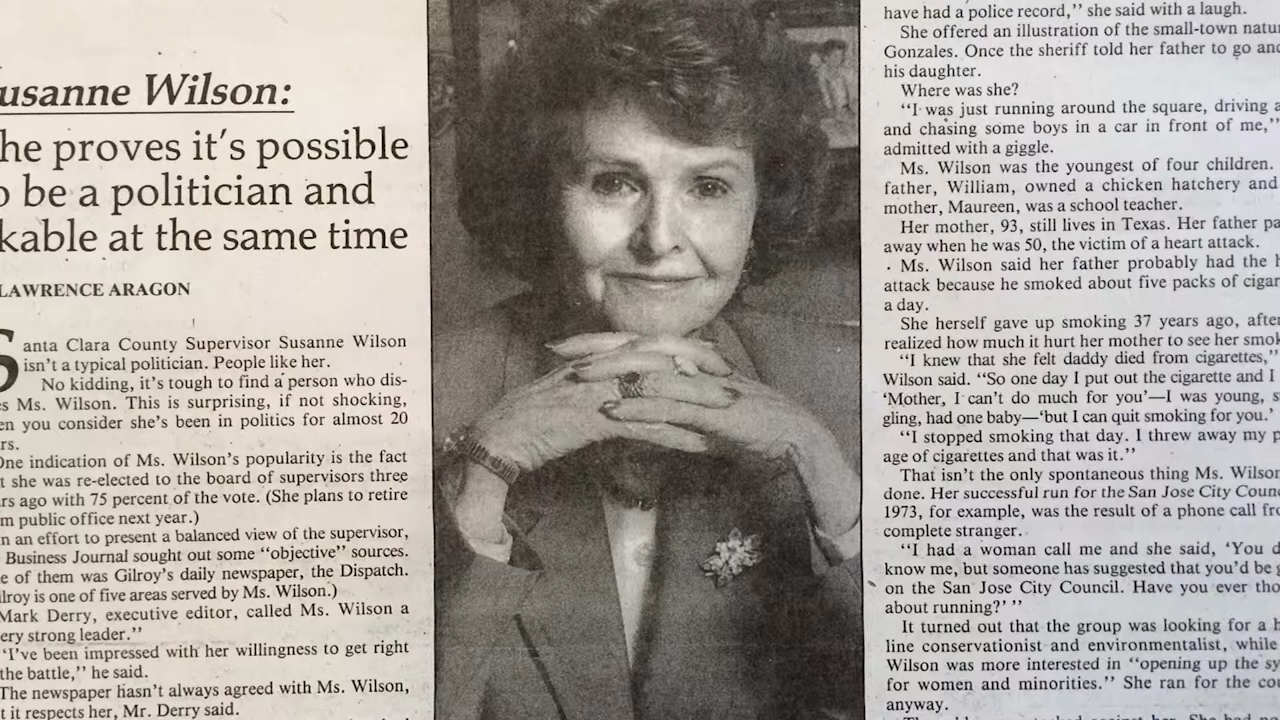 usanne Wilson:
he proves it's possible
o be a politician and
kable at the same time
LAWRENCE ARAGON
Santa Clara County Supervisor Susanne Wilson
isn't a typical politician. People like her.
No kidding, it's tough to find a person who dis-
es Ms. Wilson. This is surprising, if not shocking,
en you consider she's been in politics for almost 20
rs.
One indication of Ms. Wilson's popularity is the fact
t she was re-elected to the board of supervisors three
rs ago with 75 percent of the vote. (She plans to retire
m public office next year.)
n an effort to present a balanced view of the supervisor,
Business Journal sought out some "objective" sources.
e of them was Gilroy's daily newspaper, the Dispatch.
ilroy is one of five areas served by Ms. Wilson.)
Mark Derry, executive editor, called Ms. Wilson a
ery strong leader."
"I've been impressed with her willingness to get right
the battle," he said.
The newspaper hasn't always agreed with Ms. Wilson,
t it respects her, Mr. Derry said.
have had a police record," she said with a laugh.
She offered an illustration of the small-town natu
Gonzales. Once the sheriff told her father to go and
his daughter.
Where was she?
"I was just running around the square, driving a
and chasing some boys in a car in front of me,"
admitted with a giggle.
Ms. Wilson was the youngest of four children.
father, William, owned a chicken hatchery and
mother, Maureen, was a school teacher.
Her mother, 93, still lives in Texas. Her father pa
away when he was 50, the victim of a heart attack.
Ms. Wilson said her father probably had the h
attack because he smoked about five packs of cigar
a day.
She herself gave up smoking 37 years ago, after
realized how much it hurt her mother to see her smok
"I knew that she felt daddy died from cigarettes,"
Wilson said. "So one day I put out the cigarette and I
'Mother, I can't do much for you'—I was young, s
gling, had one baby—'but I can quit smoking for you.'
"I stopped smoking that day. I threw away my p
age of cigarettes and that was it."
That isn't the only spontaneous thing Ms. Wilson
done. Her successful run for the San Jose City Coun
1973, for example, was the result of a phone call fro
complete stranger.
"I had a woman call me and she said, 'You d
know me, but someone has suggested that you'd be g
on the San Jose City Council. Have you ever tho
about running?' "
It turned out that the group was looking for a h
line conservationist and environmentalist, while
Wilson was more interested in "opening up the sy
for women and minorities." She ran for the cou
anyway.